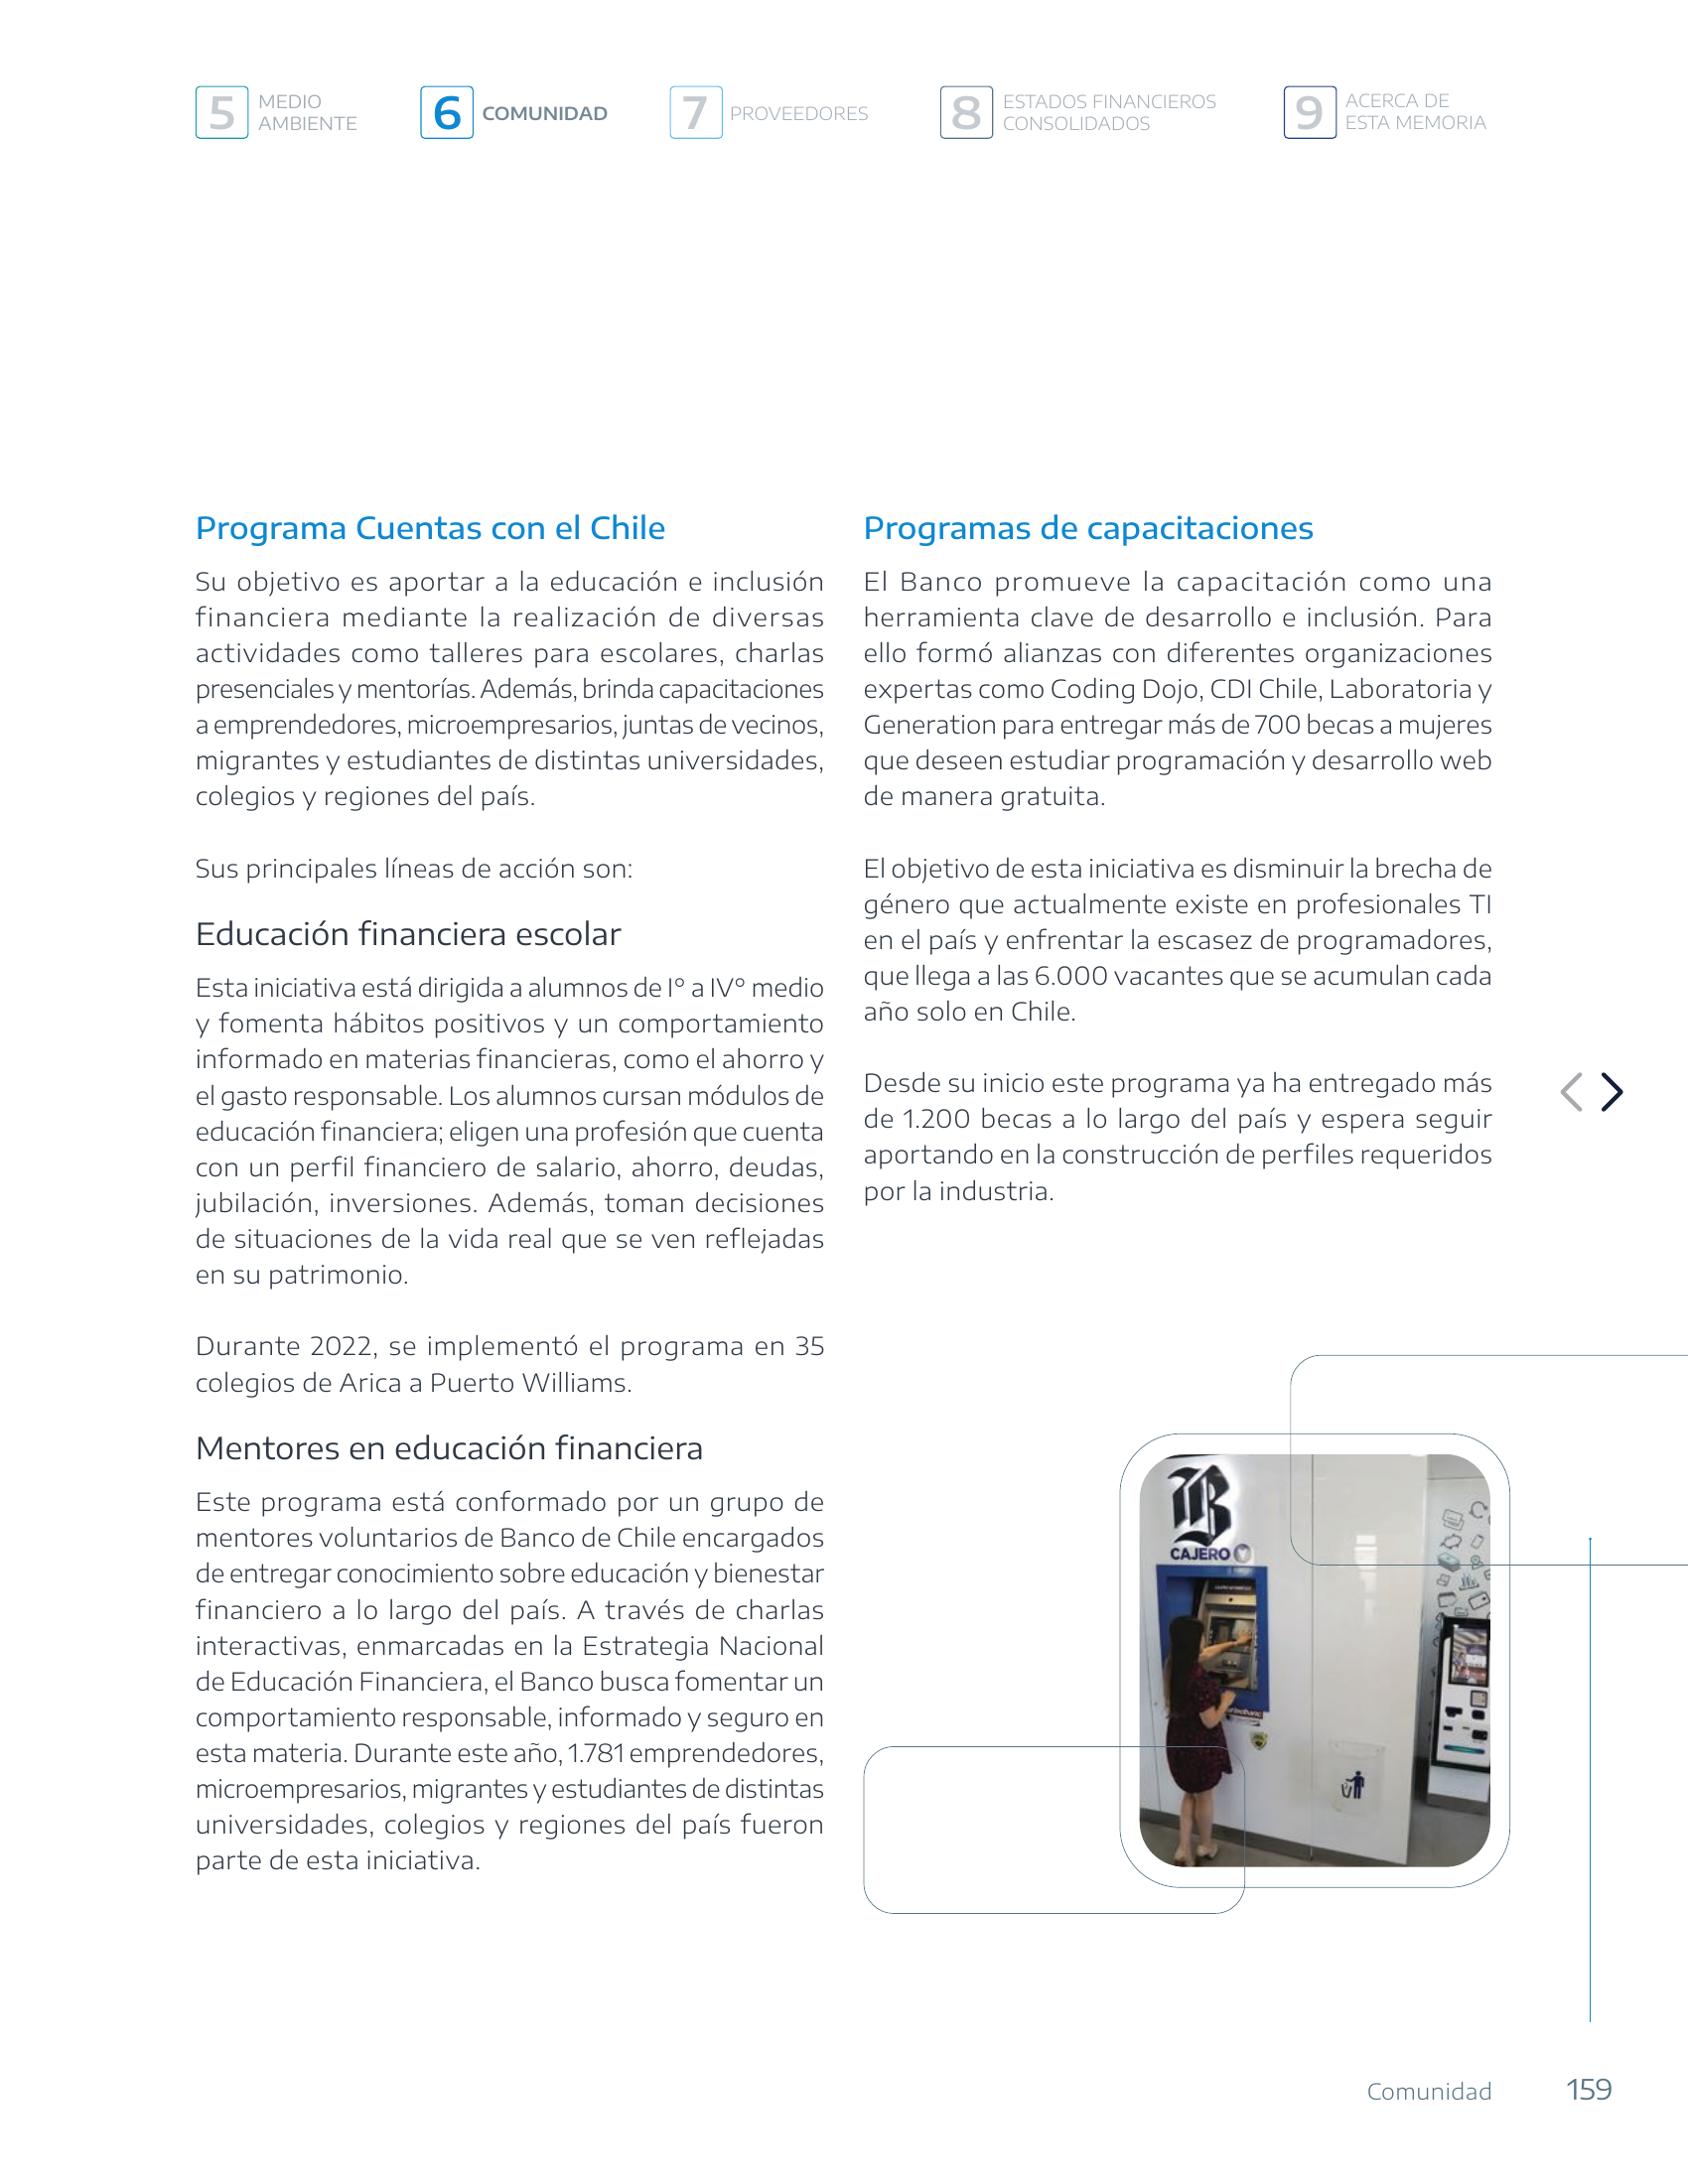 5 MEDIO
AMBIENTE
6 COMUNIDAD
7 PROVEEDORES
8 ESTADOS FINANCIEROS
CONSOLIDADOS
9 ACERCA DE
ESTA MEMORIA
Programa Cuentas con el Chile
Su objetivo es aportar a la educación e inclusión
financiera mediante la realización de diversas
actividades como talleres para escolares, charlas
presenciales y mentorías. Además, brinda capacitaciones
a emprendedores, microempresarios, juntas de vecinos,
migrantes y estudiantes de distintas universidades,
colegios y regiones del país.
Sus principales líneas de acción son:
Educación financiera escolar
Esta iniciativa está dirigida a alumnos de I° a IV° medio
y fomenta hábitos positivos y un comportamiento
informado en materias financieras, como el ahorro y
el gasto responsable. Los alumnos cursan módulos de
educación financiera; eligen una profesión que cuenta
con un perfil financiero de salario, ahorro, deudas,
jubilación, inversiones. Además, toman decisiones
de situaciones de la vida real que se ven reflejadas
en su patrimonio.
Durante 2022, se implementó el programa en 35
colegios de Arica a Puerto Williams.
Mentores en educación financiera
Este programa está conformado por un grupo de
mentores voluntarios de Banco de Chile encargados
de entregar conocimiento sobre educación y bienestar
financiero a lo largo del país. A través de charlas
interactivas, enmarcadas en la Estrategia Nacional
de Educación Financiera, el Banco busca fomentar un
comportamiento responsable, informado y seguro en
esta materia. Durante este año, 1.781 emprendedores,
microempresarios, migrantes y estudiantes de distintas
universidades, colegios y regiones del país fueron
parte de esta iniciativa.
Programas de capacitaciones
El Banco promueve la capacitación como una
herramienta clave de desarrollo e inclusión. Para
ello formó alianzas con diferentes organizaciones
expertas como Coding Dojo, CDI Chile, Laboratoria y
Generation para entregar más de 700 becas a mujeres
que deseen estudiar programación y desarrollo web
de manera gratuita.
El objetivo de esta iniciativa es disminuir la brecha de
género que actualmente existe en profesionales TI
en el país y enfrentar la escasez de programadores,
que llega a las 6.000 vacantes que se acumulan cada
año solo en Chile.
Desde su inicio este programa ya ha entregado más
de 1.200 becas a lo largo del país y espera seguir
aportando en la construcción de perfiles requeridos
por la industria.
CAJERO
Comunidad 159